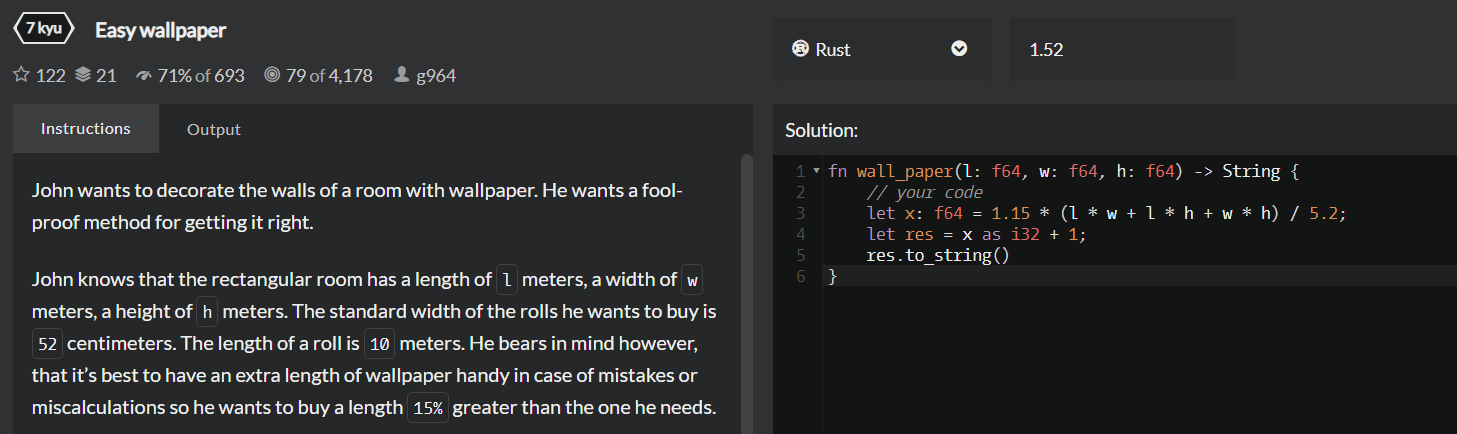 7 kyu Easy wallpaper
122 21 71% of 693 79 of 4,178 g964
Rust 1.52
Instructions Output
John wants to decorate the walls of a room with wallpaper. He wants a fool-
proof method for getting it right.
John knows that the rectangular room has a length of l meters, a width of w
meters, a height of h meters. The standard width of the rolls he wants to buy is
52 centimeters. The length of a roll is 10 meters. He bears in mind however,
that it’s best to have an extra length of wallpaper handy in case of mistakes or
miscalculations so he wants to buy a length 15% greater than the one he needs.
Solution:
1 fn wall_paper(l: f64, w: f64, h: f64) -> String {
2 // your code
3 let x: f64 = 1.15 * (l * w + l * h + w * h) / 5.2;
4 let res = x as i32 + 1;
5 res.to_string()
6 }